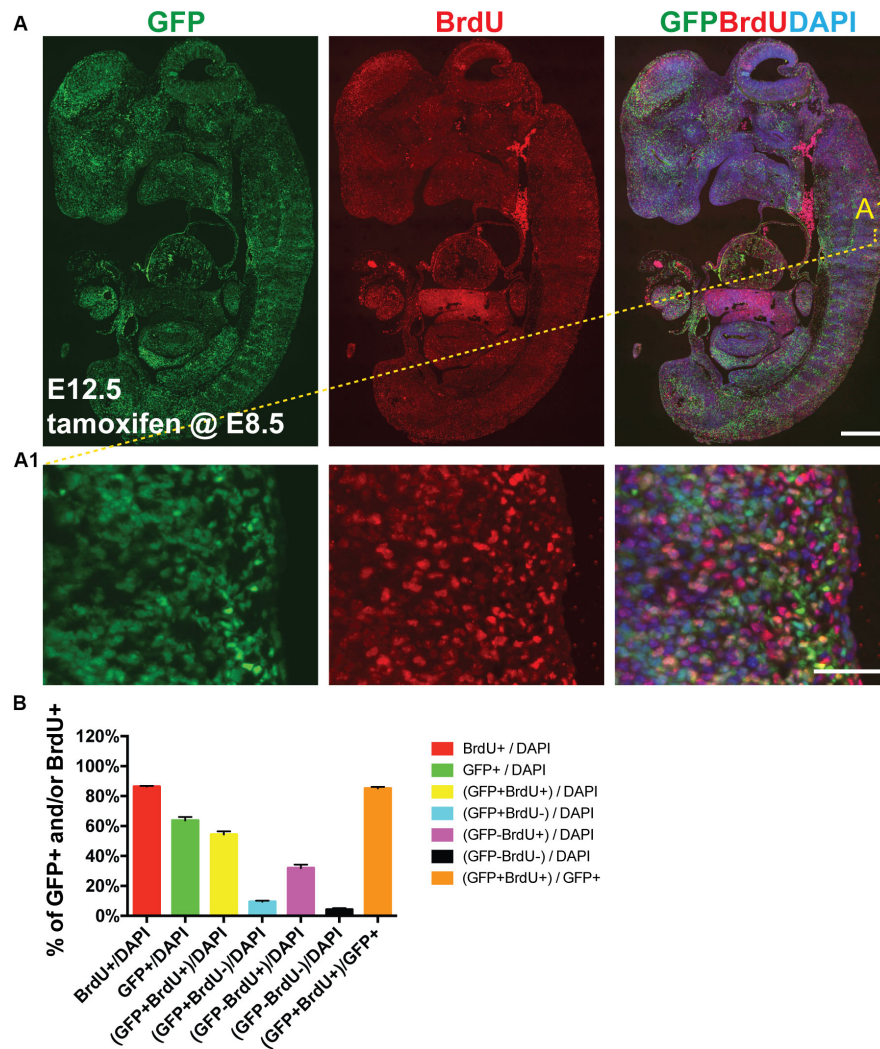 A
GFP
BrdU
GFPBrdUDAPI
A1
E12.5
tamoxifen @ E8.5
A1
B
% of GFP+ and/or BrdU+
120%
100%
80%
60%
40%
20%
0%
BrdU+/DAPI
GFP+/DAPI
(GFP+BrdU+)/DAPI
(GFP+BrdU-)/DAPI
(GFP-BrdU+)/DAPI
(GFP-BrdU-)/DAPI
(GFP+BrdU+)/GFP+
BrdU+ / DAPI
GFP+ / DAPI
(GFP+BrdU+) / DAPI
(GFP+BrdU-) / DAPI
(GFP-BrdU+) / DAPI
(GFP-BrdU-) / DAPI
(GFP+BrdU+) / GFP+